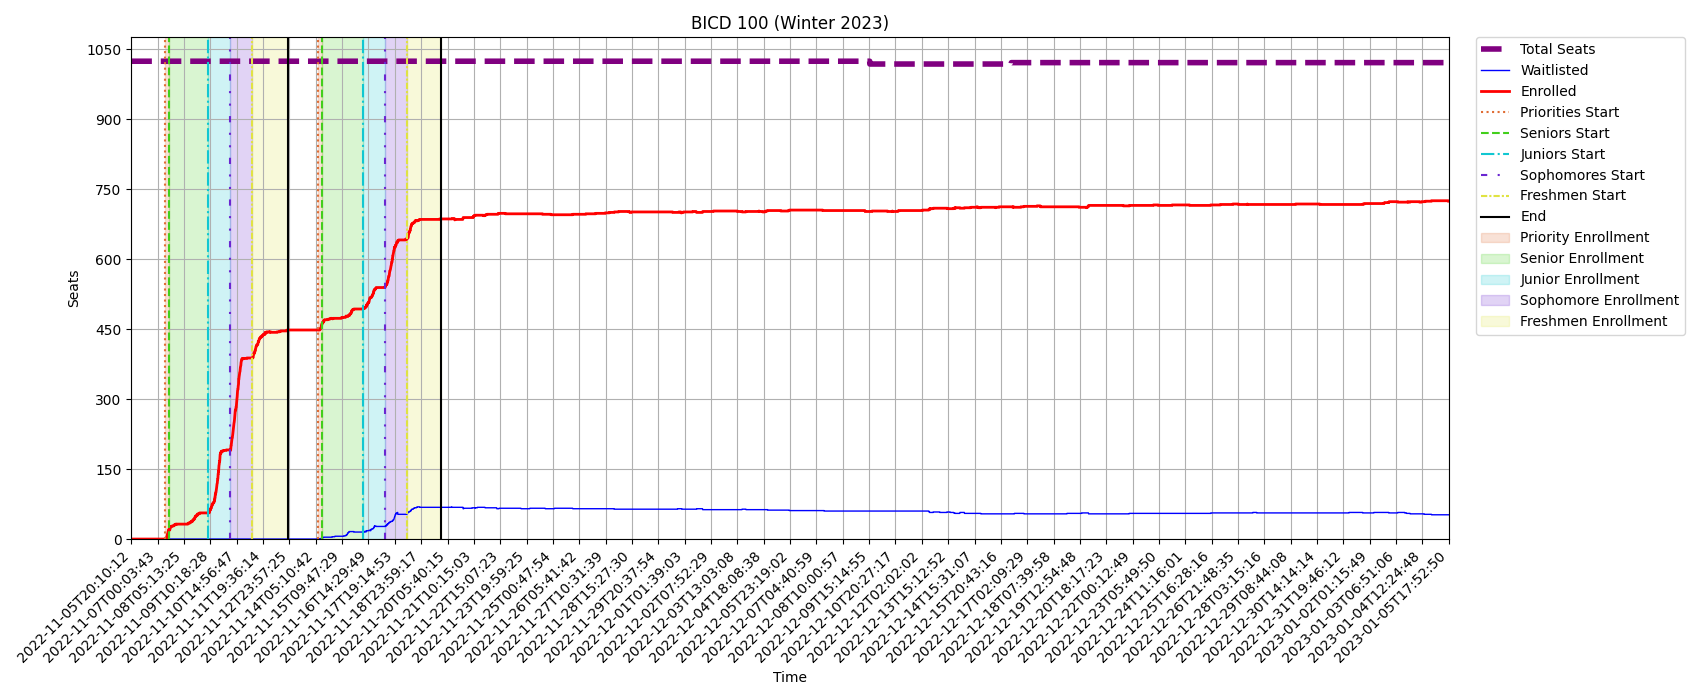 BICD 100 (Winter 2023)
1050
900
750
600
450
300
150
0
Seats
2022-11-05T20:10:12
2022-11-07T00:03:43
2022-11-08T05:13:25
2022-11-09T10:18:28
2022-11-10T14:56:47
2022-11-11T19:36:14
2022-11-12T23:57:25
2022-11-14T05:10:42
2022-11-15T09:47:29
2022-11-16T14:29:49
2022-11-17T19:14:53
2022-11-18T23:59:17
2022-11-20T05:40:15
2022-11-21T10:15:03
2022-11-22T15:07:23
2022-11-23T19:59:25
2022-11-25T00:47:54
2022-11-26T05:41:42
2022-11-27T10:31:39
2022-11-28T15:27:30
2022-11-29T20:37:54
2022-12-01T01:39:03
2022-12-02T07:52:29
2022-12-03T13:03:08
2022-12-04T18:08:38
2022-12-05T23:19:02
2022-12-07T04:40:59
2022-12-08T10:00:57
2022-12-09T15:14:55
2022-12-10T20:27:17
2022-12-12T02:02:02
2022-12-13T15:12:52
2022-12-14T15:31:07
2022-12-15T20:43:16
2022-12-17T02:09:29
2022-12-18T07:39:58
2022-12-19T12:54:48
2022-12-20T18:17:23
2022-12-22T00:12:49
2022-12-23T05:49:50
2022-12-24T11:16:01
2022-12-25T16:28:16
2022-12-26T21:48:35
2022-12-28T03:15:16
2022-12-29T08:44:08
2022-12-30T14:14:14
2022-12-31T19:46:12
2023-01-02T01:15:49
2023-01-03T06:51:06
2023-01-04T12:24:48
2023-01-05T17:52:50
Time
Total Seats
Waitlisted
Enrolled
Priorities Start
Seniors Start
Juniors Start
Sophomores Start
Freshmen Start
End
Priority Enrollment
Senior Enrollment
Junior Enrollment
Sophomore Enrollment
Freshmen Enrollment